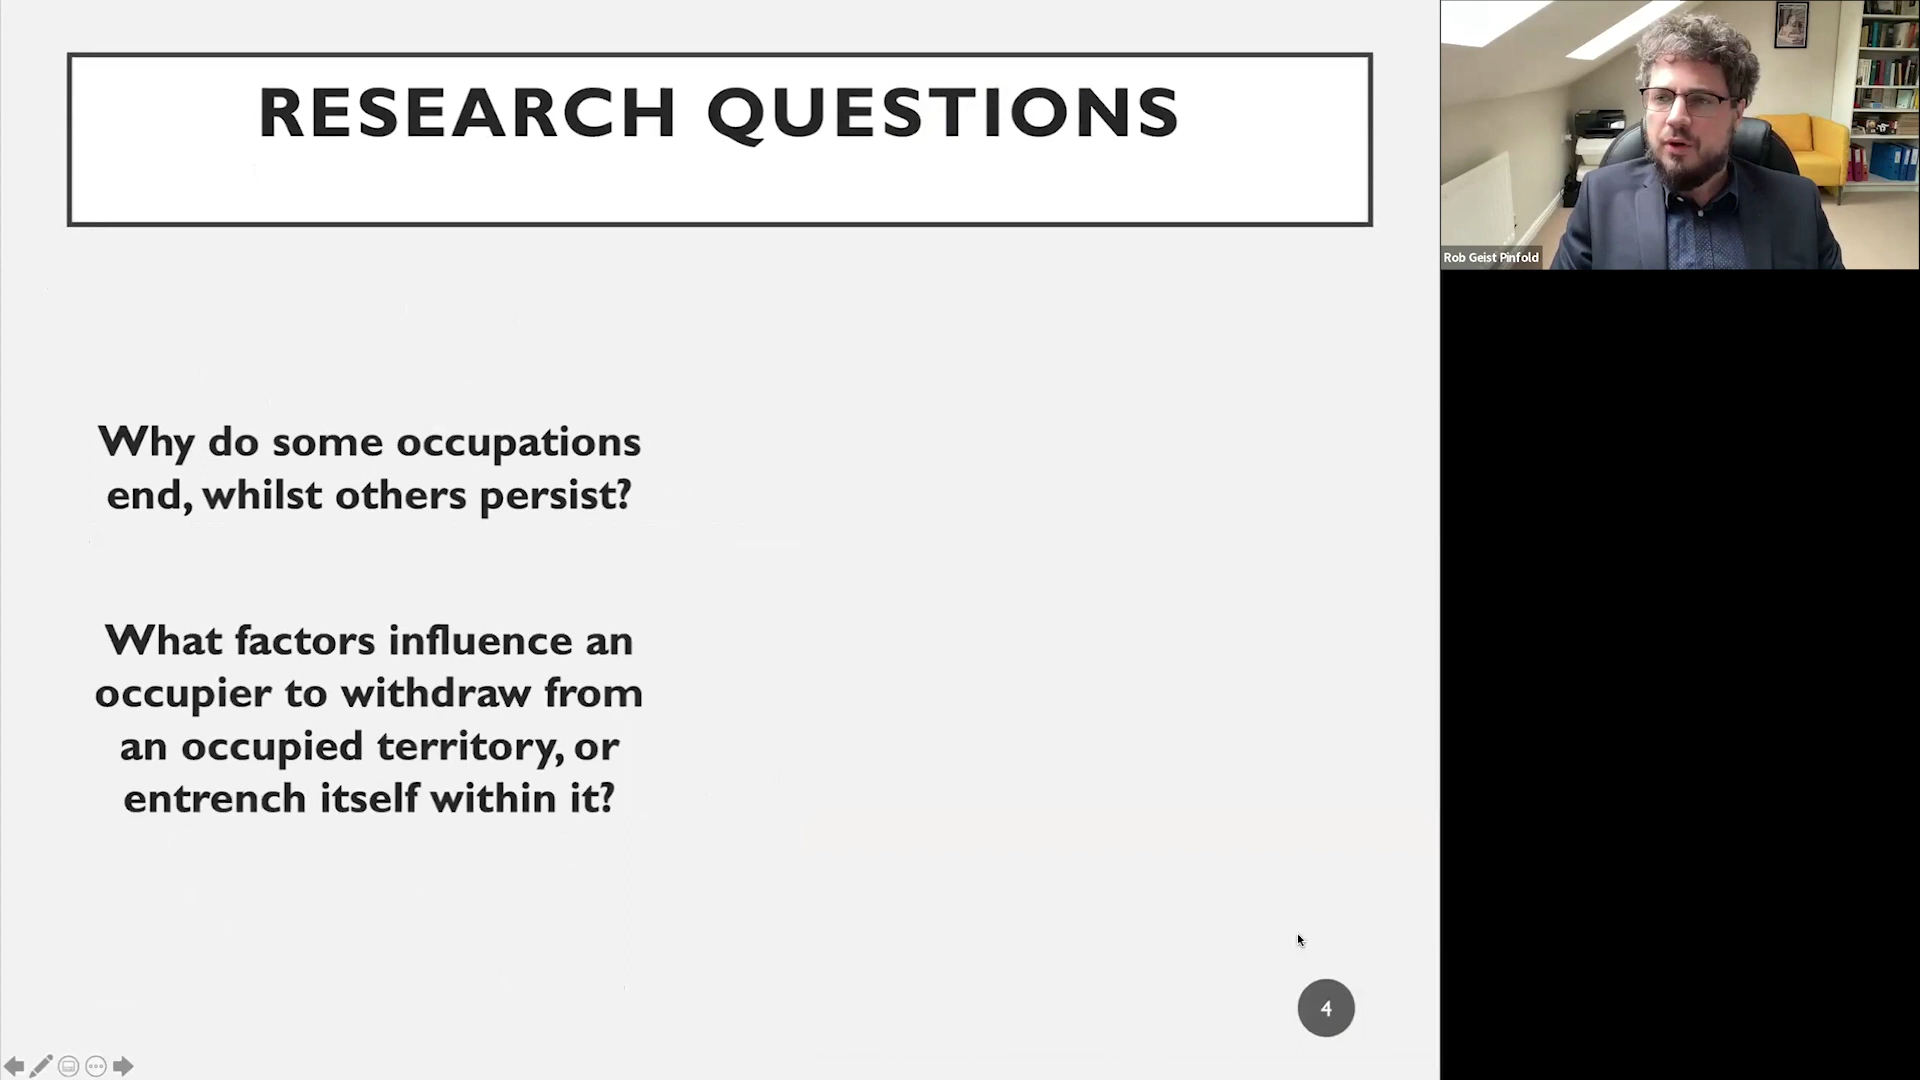 RESEARCH QUESTIONS
Why do some occupations
end, whilst others persist?
What factors influence an
occupier to withdraw from
an occupied territory, or
entrench itself within it?
4
Rob Geist Pinfold